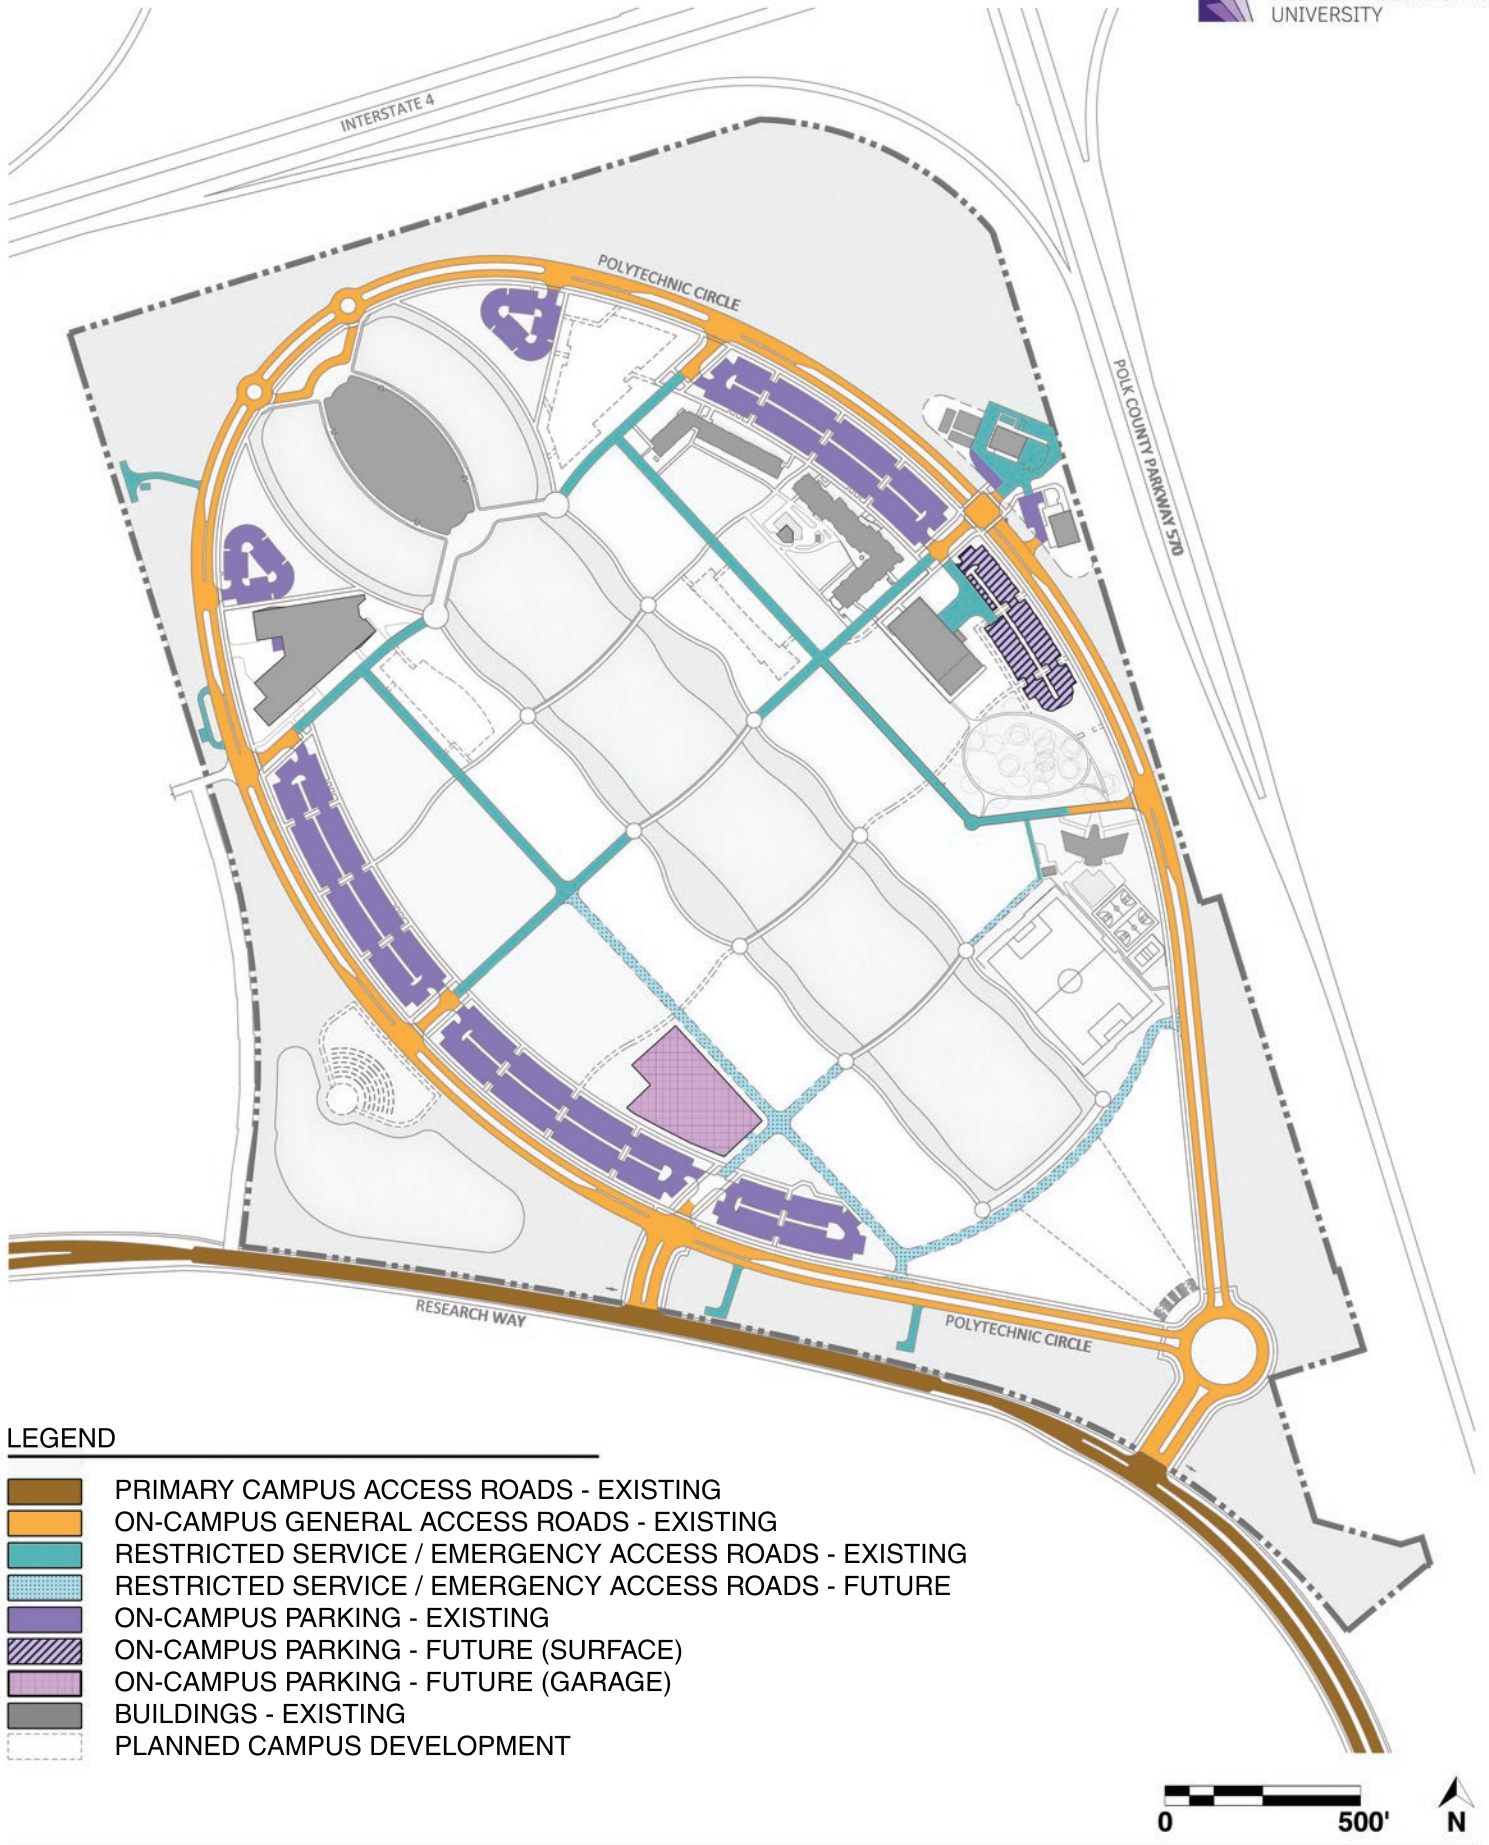 UNIVERSITY
INTERSTATE 4
POLYTECHNIC CIRCLE
POLK COUNTY PARKWAY 570
RESEARCH WAY
POLYTECHNIC CIRCLE
LEGEND
PRIMARY CAMPUS ACCESS ROADS - EXISTING
ON-CAMPUS GENERAL ACCESS ROADS - EXISTING
RESTRICTED SERVICE / EMERGENCY ACCESS ROADS - EXISTING
RESTRICTED SERVICE / EMERGENCY ACCESS ROADS - FUTURE
ON-CAMPUS PARKING - EXISTING
ON-CAMPUS PARKING - FUTURE (SURFACE)
ON-CAMPUS PARKING - FUTURE (GARAGE)
BUILDINGS - EXISTING
PLANNED CAMPUS DEVELOPMENT
0 500' N